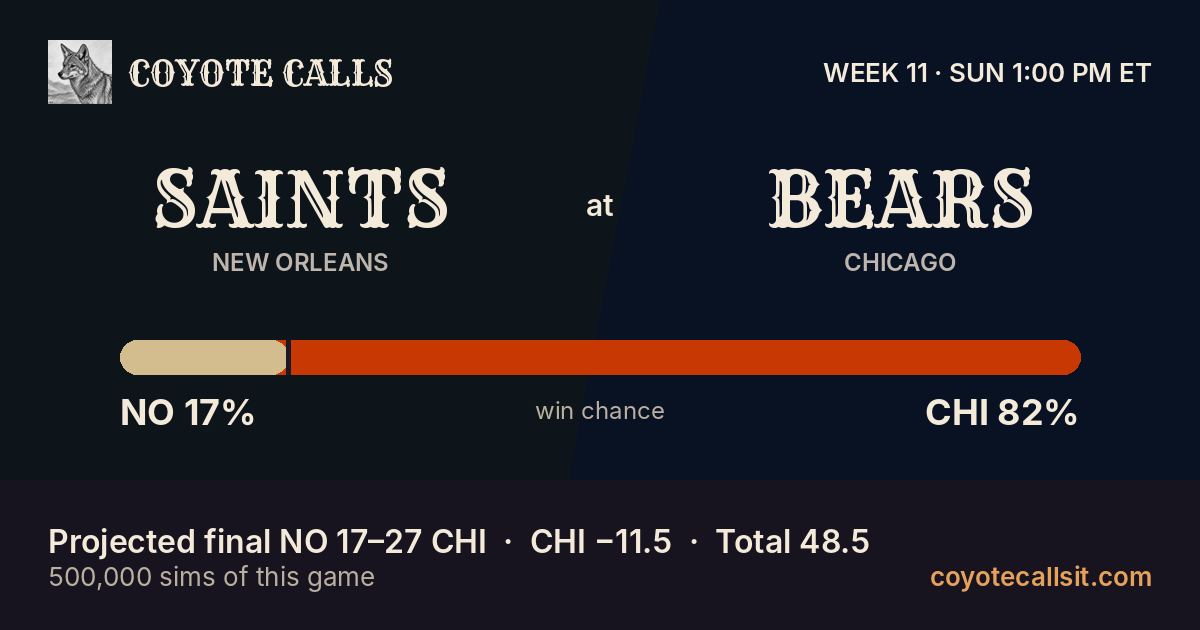 COYOTE CALLS
WEEK 11 · SUN 1:00 PM ET
SAINTS at BEARS
NEW ORLEANS CHICAGO
NO 17% win chance CHI 82%
Projected final NO 17–27 CHI · CHI −11.5 · Total 48.5
500,000 sims of this game
coyotecallsit.com